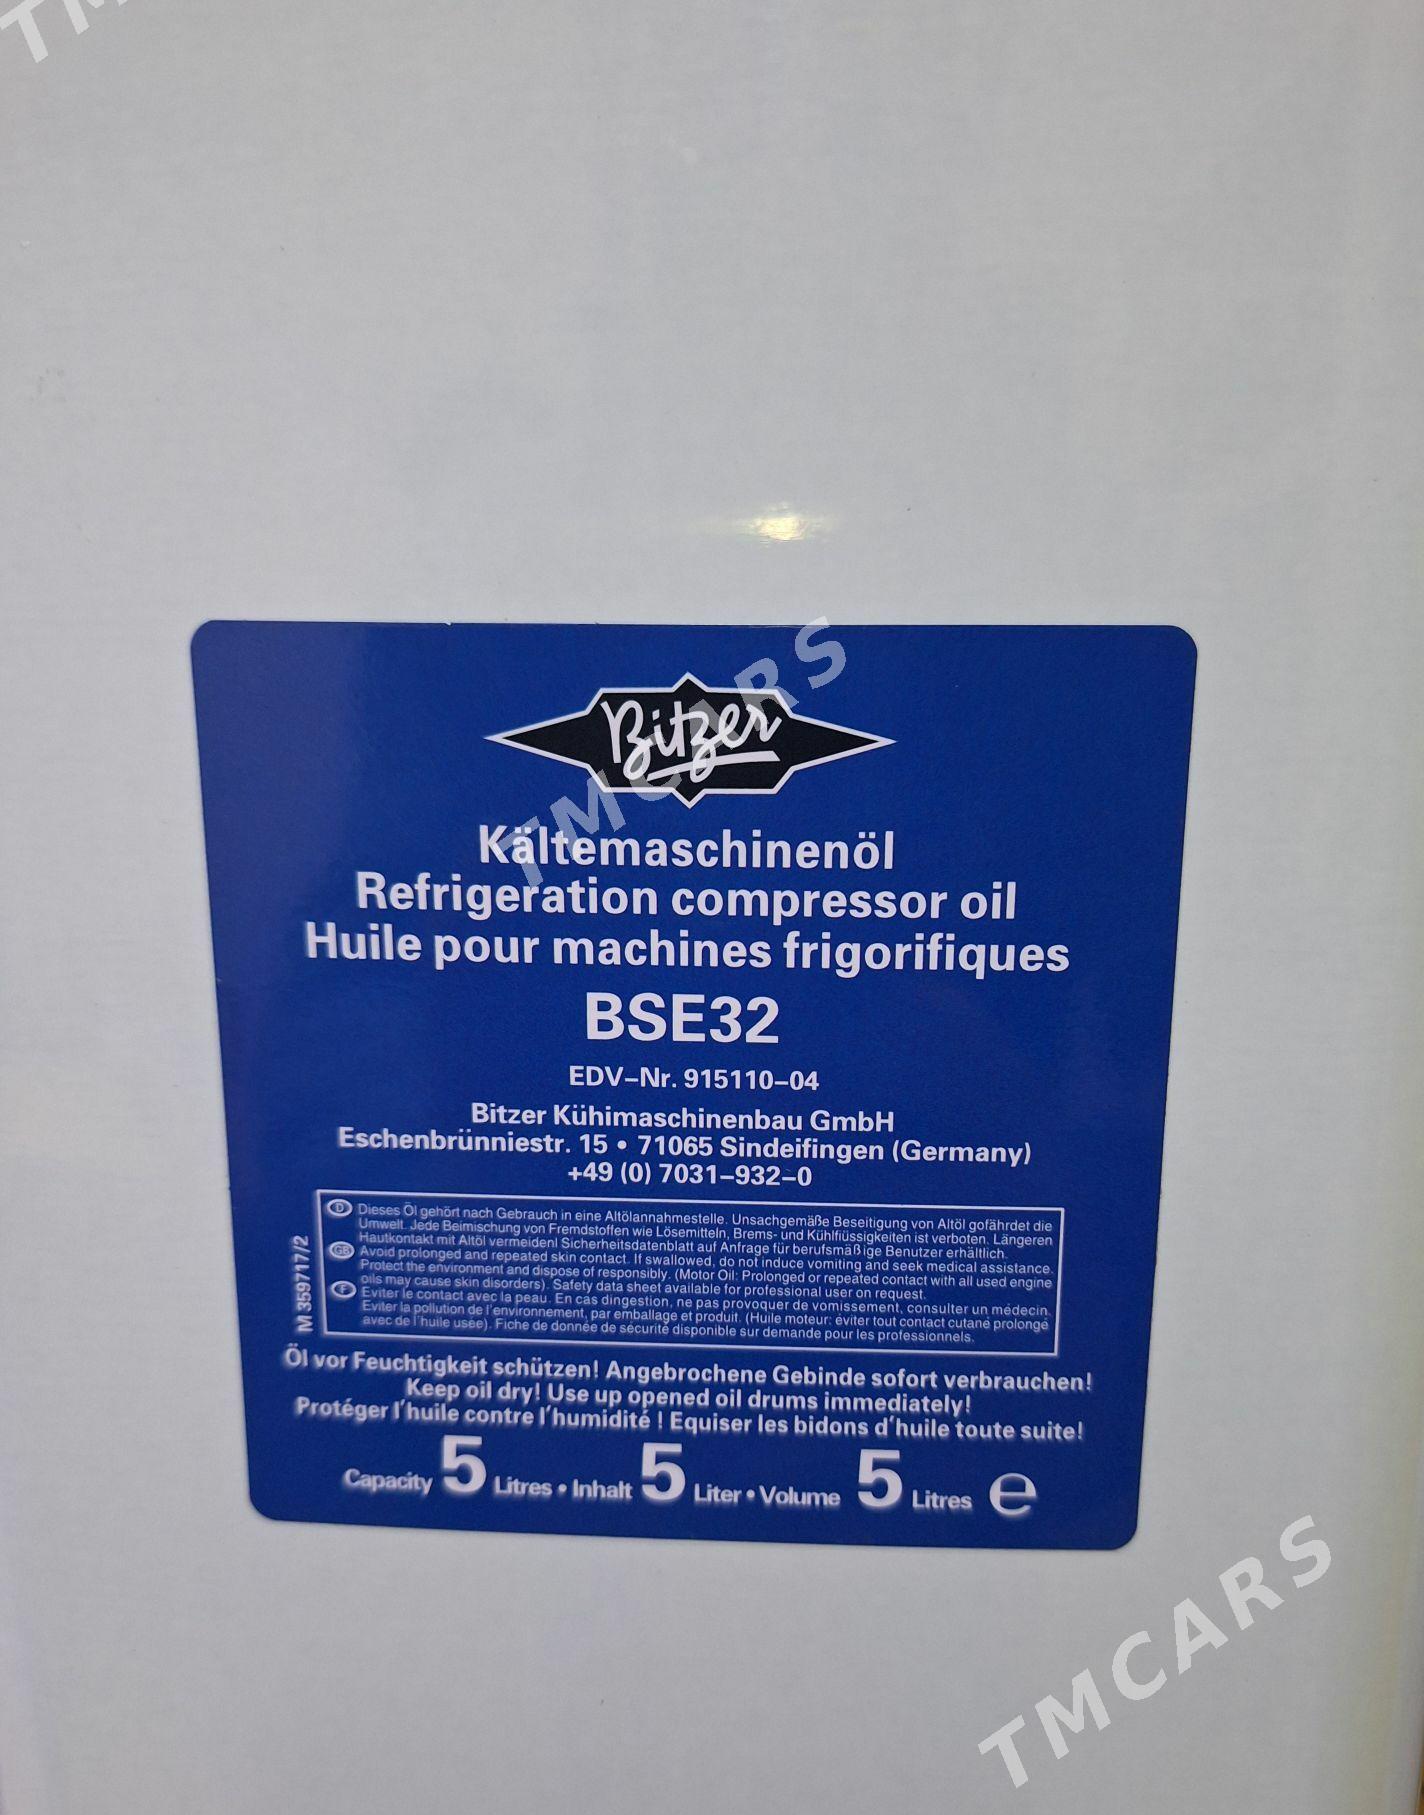 TM
Bitzer
TMCARS
Kältemaschinenöl
Refrigeration compressor oil
Huile pour machines frigorifiques
BSE32
EDV-Nr. 915110-04
Bitzer Kühimaschinenbau GmbH
Eschenbrünniestr. 15 • 71065 Sindeifingen (Germany)
+49 (0) 7031-932-0
M 359717/2
D Dieses Öl gehört nach Gebrauch in eine Altölannahmestelle. Unsachgemäße Beseitigung von Altöl gofährdet die
Umwelt. Jede Beimischung von Fremdstoffen wie Lösemitteln, Brems- und Kühlfiüssigkeiten ist verboten. Längeren
Hautkontakt mit Altöl vermeidenl Sicherheitsdatenblatt auf Anfrage für berufsmäßige Benutzer erhältlich.
GB Avoid prolonged and repeated skin contact. If swallowed, do not induce vomiting and seek medical assistance.
Protect the environment and dispose of responsibly. (Motor Oil: Prolonged or repeated contact with all used engine
oils may cause skin disorders). Safety data sheet available for professional user on request.
F Eviter le contact avec la peau. En cas dingestion, ne pas provoquer de vomissement, consulter un médecin.
Eviter la pollution de l'environnement, par emballage et produit. (Huile moteur: éviter tout contact cutané prolongé
avec de l'huile usée). Fiche de donnée de sécurité disponible sur demande pour les professionnels.
Öl vor Feuchtigkeit schützen! Angebrochene Gebinde sofort verbrauchen!
Keep oil dry! Use up opened oil drums immediately!
Protéger l'huile contre l'humidité ! Equiser les bidons d'huile toute suite!
Capacity 5 Litres • Inhalt 5 Liter • Volume 5 Litres e
TMCARS